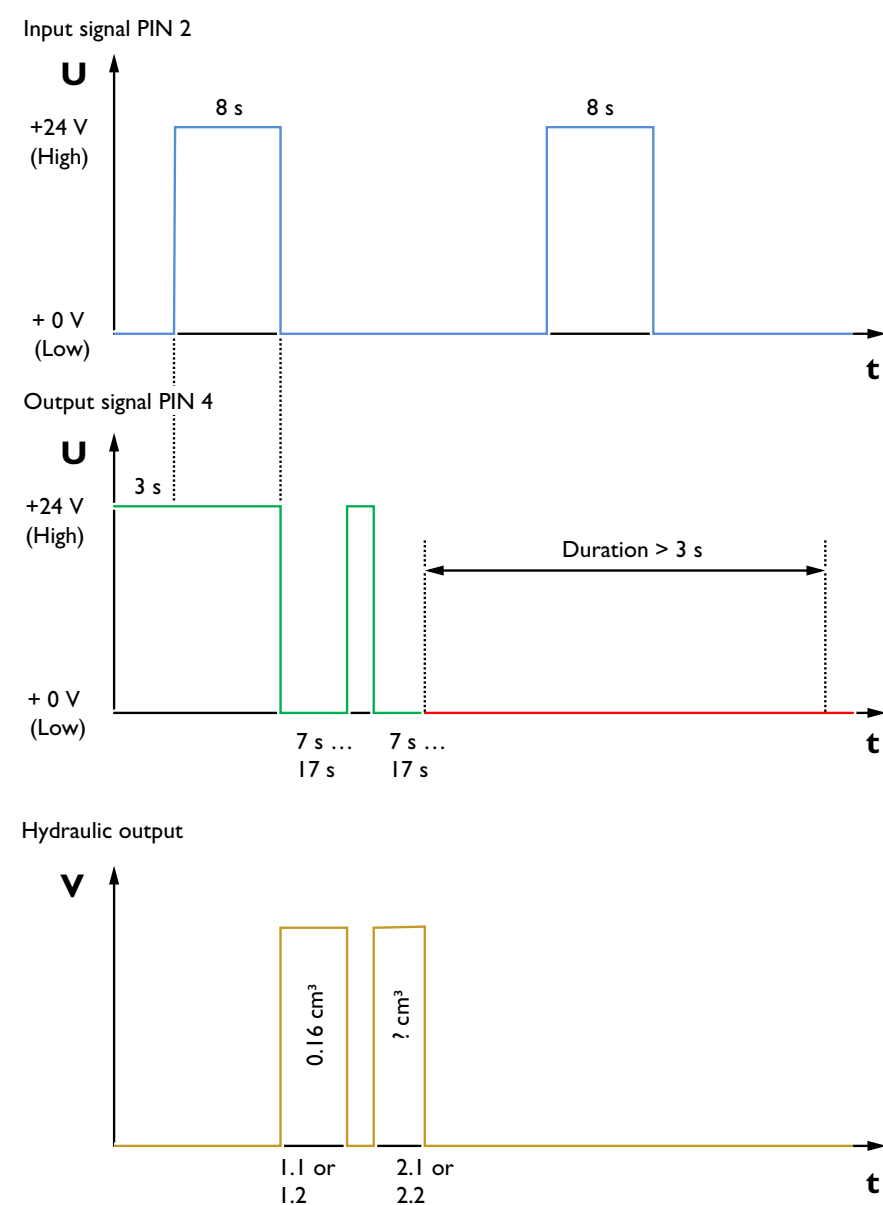 Input signal PIN 2
U
8 s
8 s
+24 V
(High)
+ 0 V
(Low)
t
Output signal PIN 4
U
3 s
+24 V
(High)
Duration > 3 s
+ 0 V
(Low)
t
7 s …
17 s
7 s …
17 s
Hydraulic output
V
0.16 cm³
? cm³
1.1 or
1.2
2.1 or
2.2
t